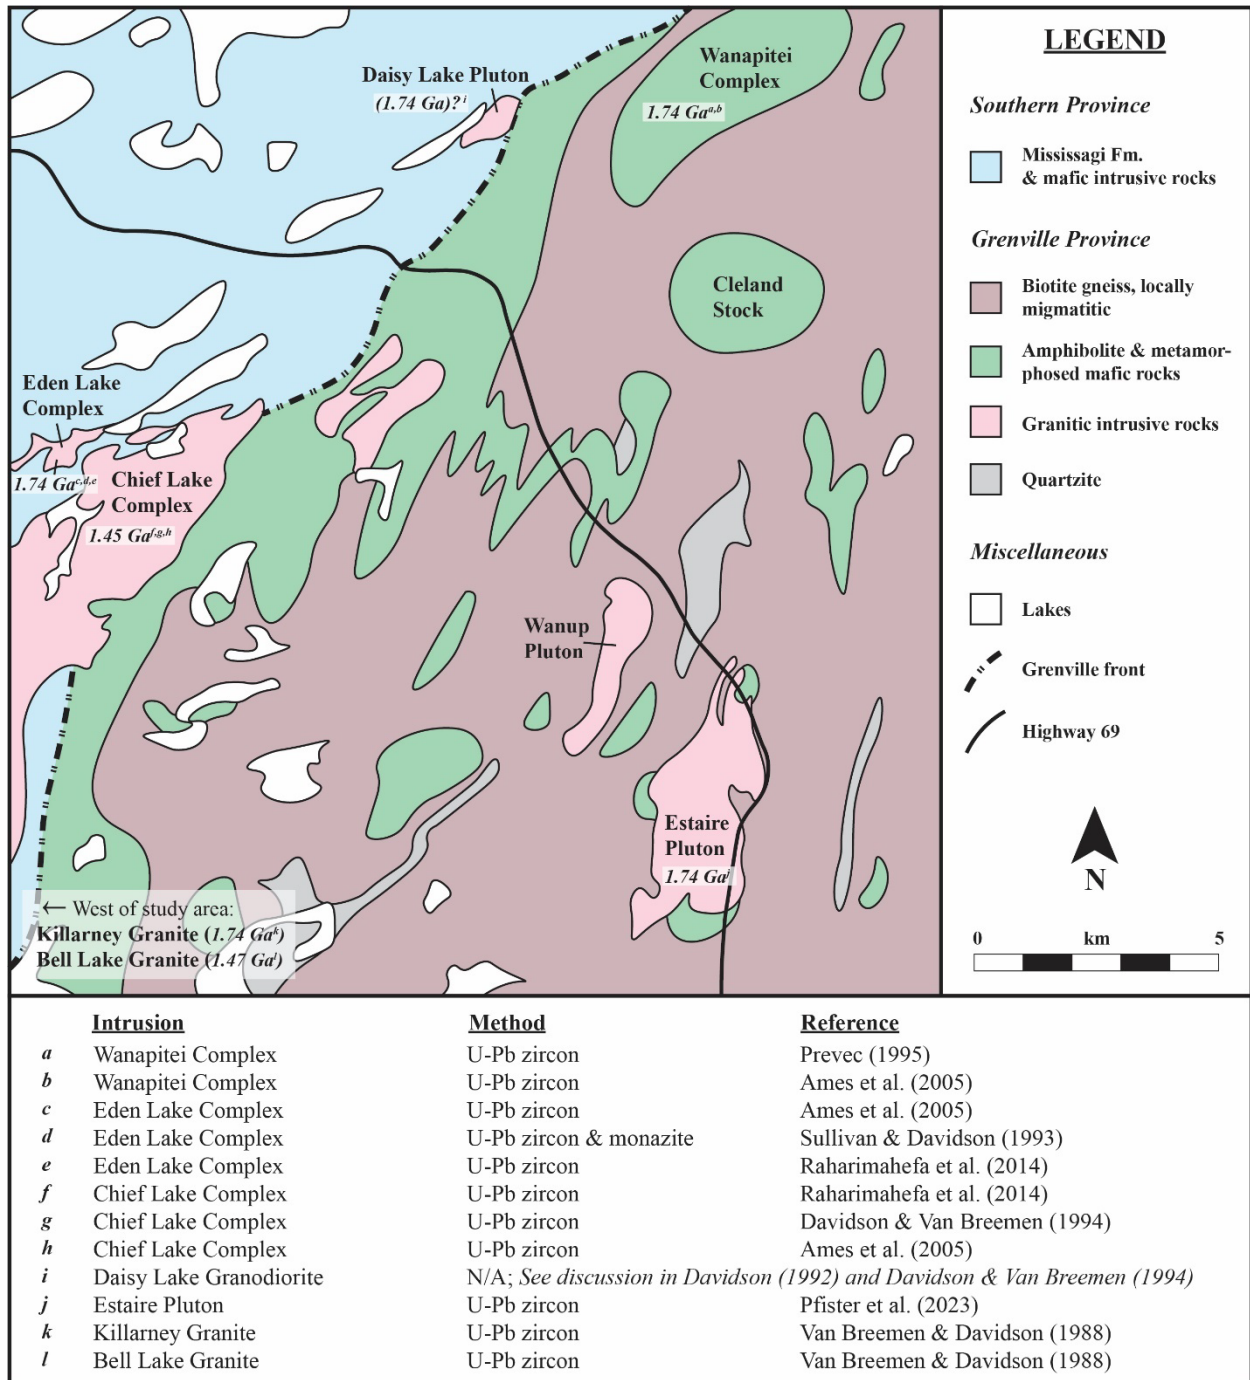 Daisy Lake Pluton
(1.74 Ga)? i
Wanapitei
Complex
1.74 Ga a,b
Cleland
Stock
Eden Lake
Complex
1.74 Ga c,d,e
Chief Lake
Complex
1.45 Ga f,g,h
Wanup
Pluton
Estaire
Pluton
1.74 Ga j
← West of study area:
Killarney Granite (1.74 Ga k)
Bell Lake Granite (1.47 Ga l)
LEGEND
Southern Province
Mississagi Fm.
& mafic intrusive rocks
Grenville Province
Biotite gneiss, locally
migmatitic
Amphibolite & metamor-
phosed mafic rocks
Granitic intrusive rocks
Quartzite
Miscellaneous
Lakes
Grenville front
Highway 69
N
0 km 5
Intrusion Method Reference
a Wanapitei Complex U-Pb zircon Prevec (1995)
b Wanapitei Complex U-Pb zircon Ames et al. (2005)
c Eden Lake Complex U-Pb zircon Ames et al. (2005)
d Eden Lake Complex U-Pb zircon & monazite Sullivan & Davidson (1993)
e Eden Lake Complex U-Pb zircon Raharimahefa et al. (2014)
f Chief Lake Complex U-Pb zircon Raharimahefa et al. (2014)
g Chief Lake Complex U-Pb zircon Davidson & Van Breemen (1994)
h Chief Lake Complex U-Pb zircon Ames et al. (2005)
i Daisy Lake Granodiorite N/A; See discussion in Davidson (1992) and Davidson & Van Breemen (1994)
j Estaire Pluton U-Pb zircon Pfister et al. (2023)
k Killarney Granite U-Pb zircon Van Breemen & Davidson (1988)
l Bell Lake Granite U-Pb zircon Van Breemen & Davidson (1988)